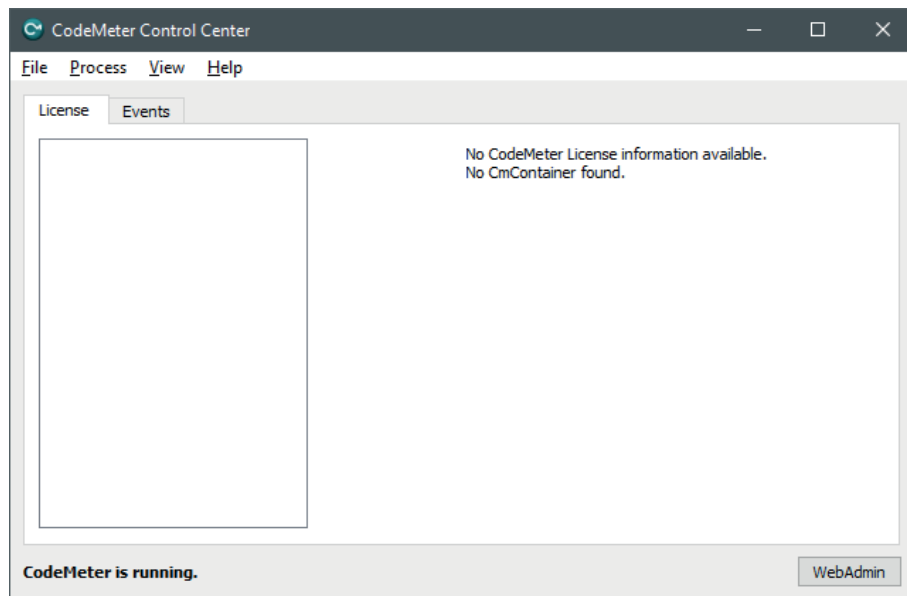 CodeMeter Control Center
File Process View Help
License Events
No CodeMeter License information available.
No CmContainer found.
CodeMeter is running.
WebAdmin